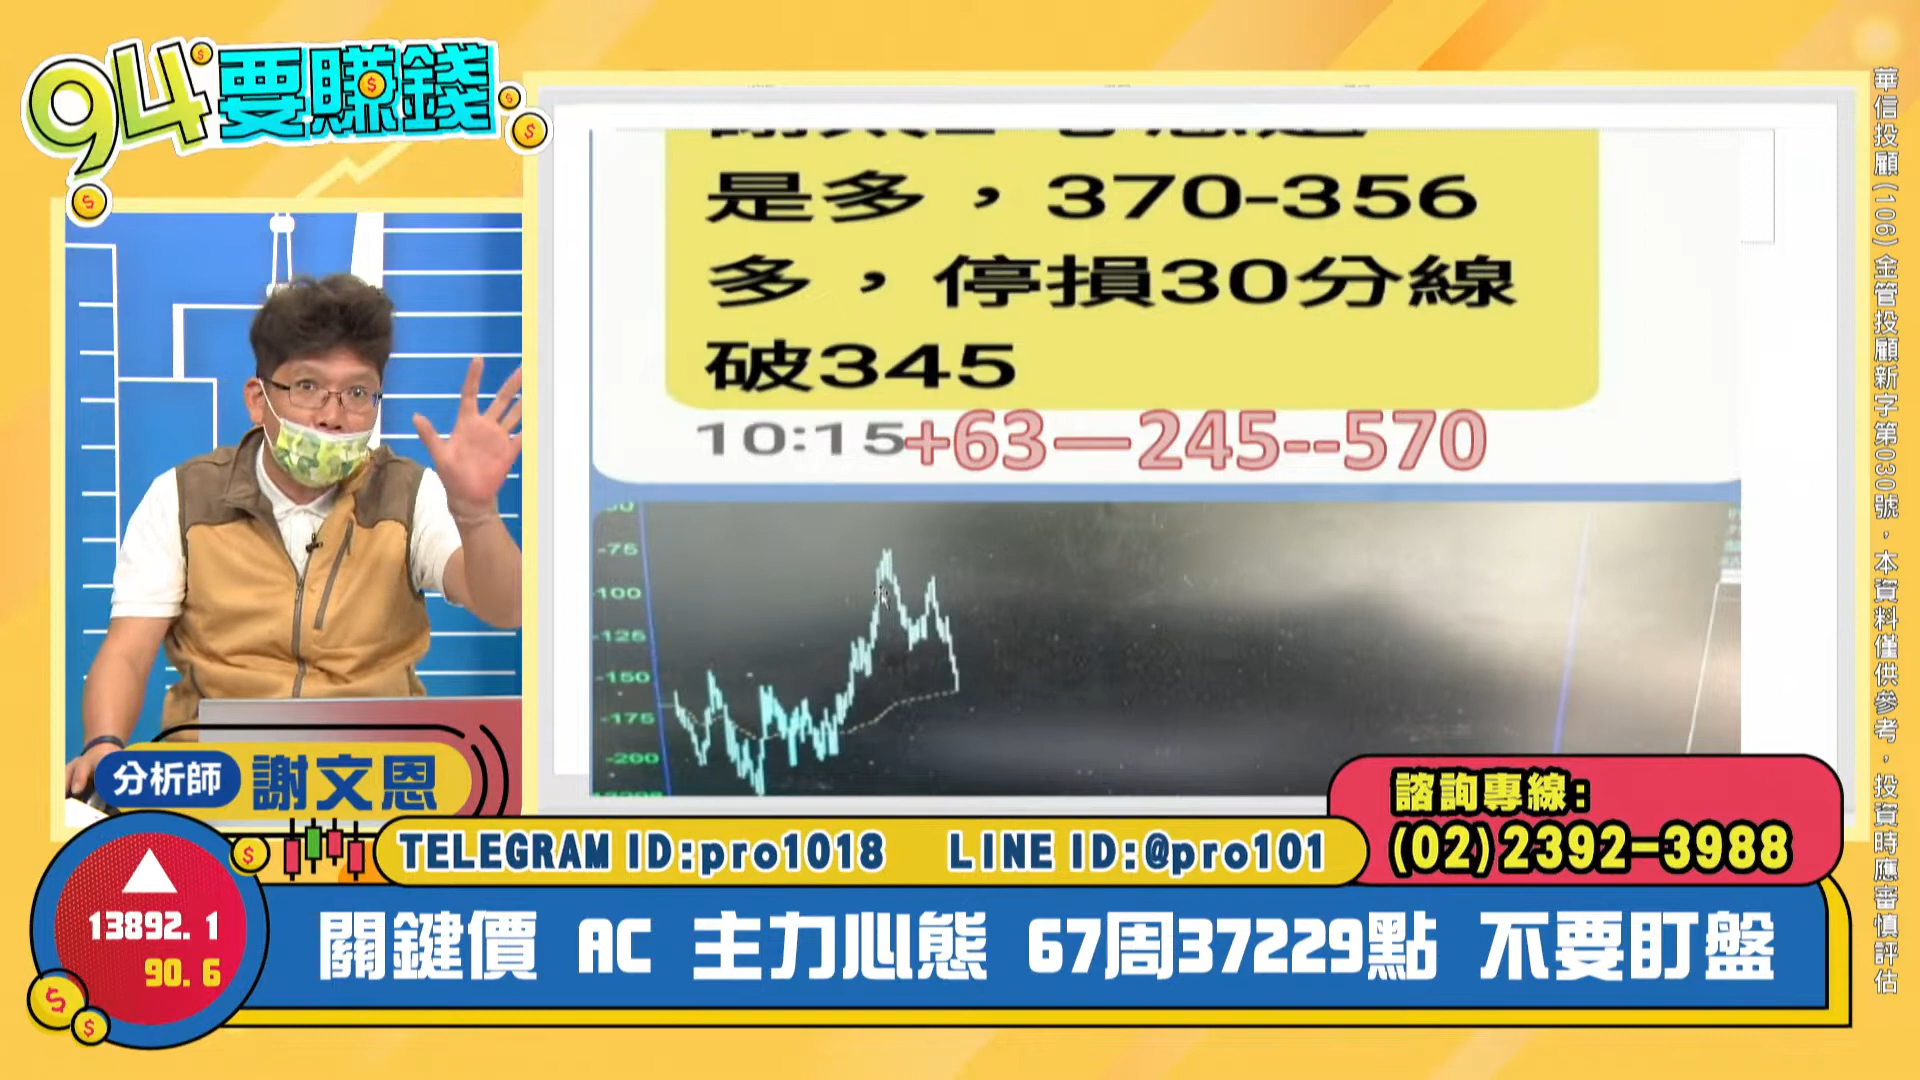 94要賺錢
是多，370-356
多，停損30分線
破345
10:15+63—245--570
-75
-100
-125
-150
-175
-200
分析師 謝文恩
TELEGRAM ID:pro1018 LINE ID:@pro101
諮詢專線:
(02)2392-3988
13892.1
90.6
關鍵價 AC 主力心態 67周37229點 不要盯盤
華信投顧(106)金管投顧新字第030號，本資料僅供參考，投資時應審慎評估